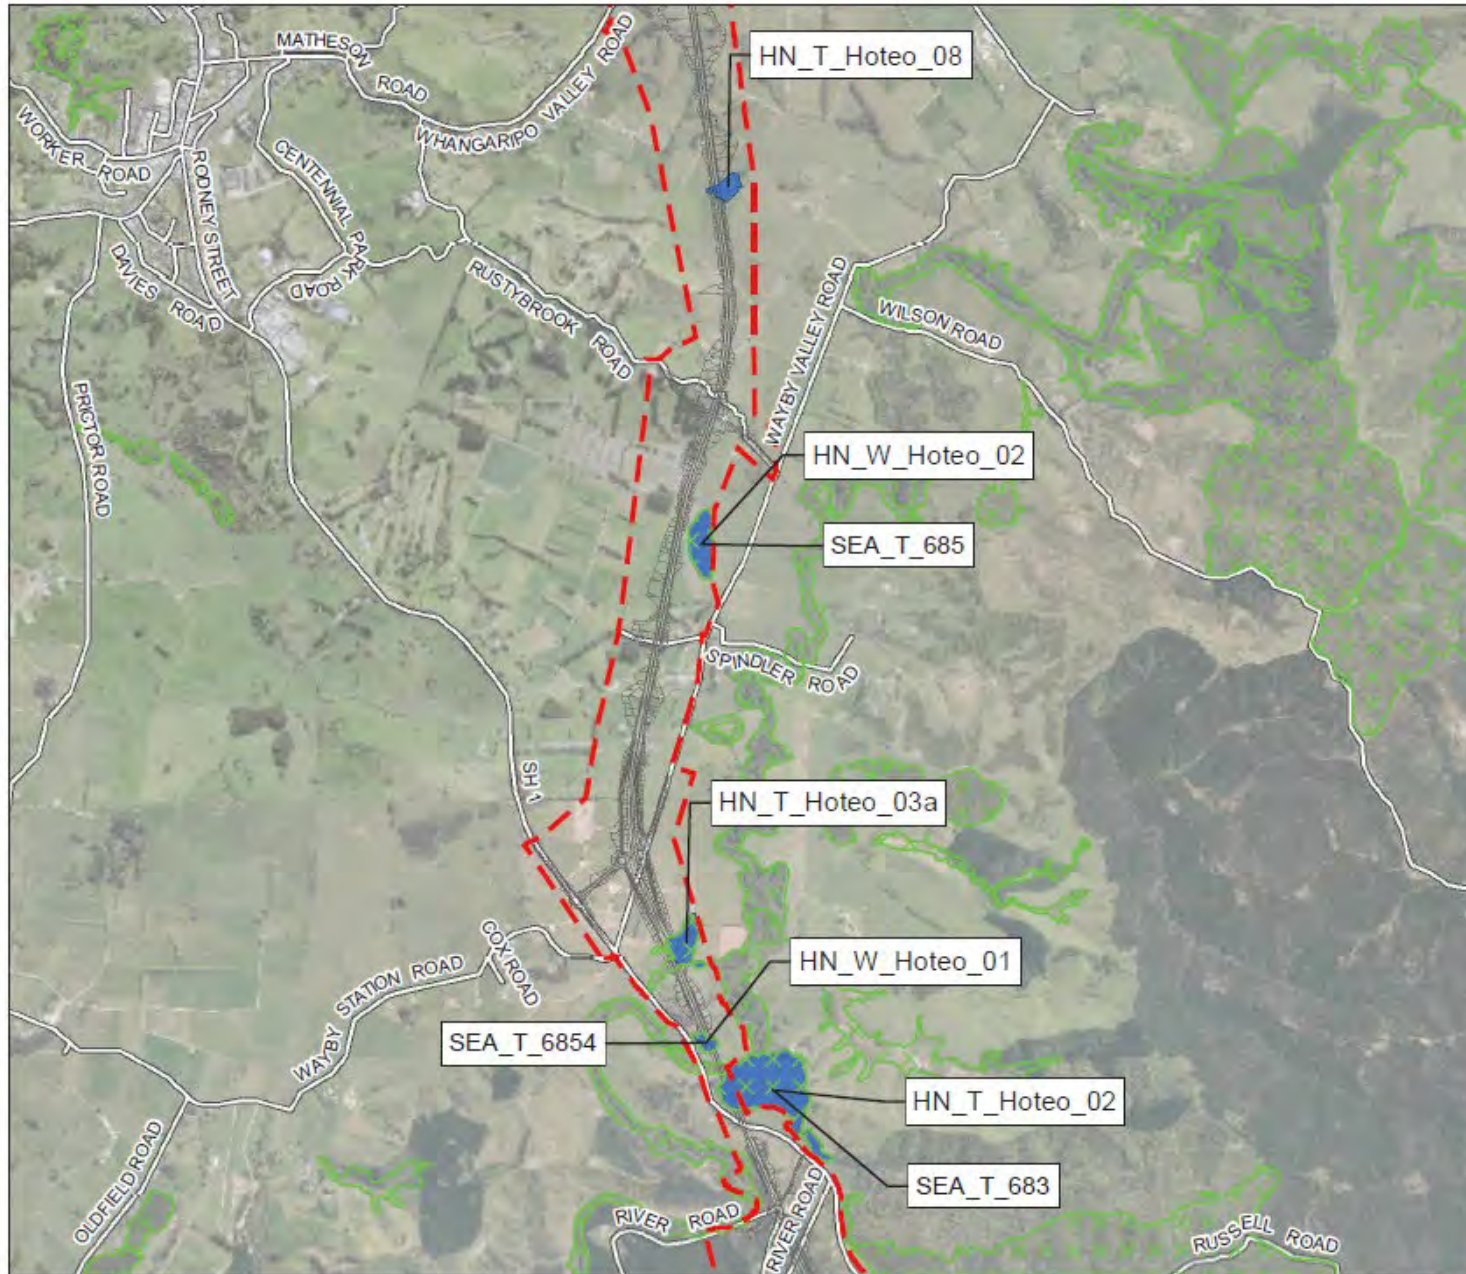 HN_T_Hoteo_08
MATHESON ROAD
WHANGARIPO VALLEY ROAD
WORKER ROAD
RODNEY STREET
CENTENNIAL PARK ROAD
DAVIES ROAD
RUSTYBROOK ROAD
WAYBY VALLEY ROAD
WILSON ROAD
PRICTOR ROAD
HN_W_Hoteo_02
SEA_T_685
SPINDLER ROAD
SH 1
HN_T_Hoteo_03a
COX ROAD
WAYBY STATION ROAD
HN_W_Hoteo_01
SEA_T_6854
HN_T_Hoteo_02
SEA_T_683
OLDFIELD ROAD
RIVER ROAD
RIVER ROAD
RUSSELL ROAD